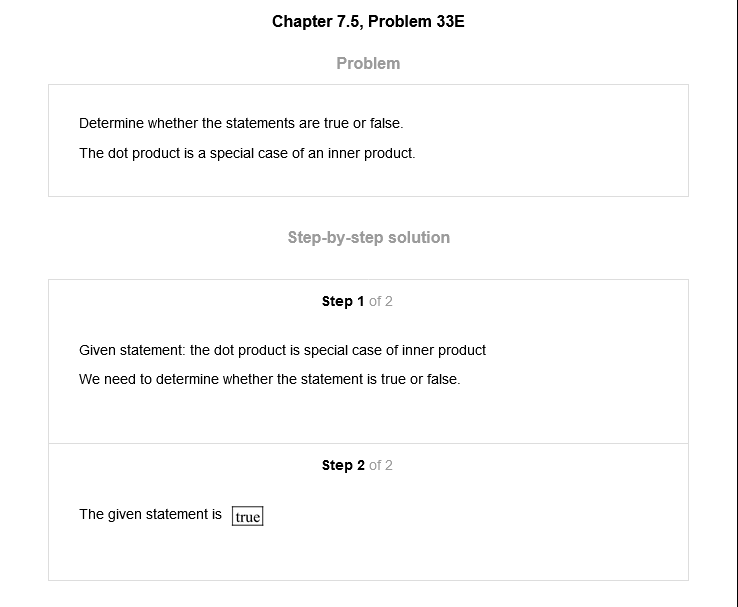 Chapter 7.5, Problem 33E
Problem
Determine whether the statements are true or false.
The dot product is a special case of an inner product.
Step-by-step solution
Step 1 of 2
Given statement: the dot product is special case of inner product
We need to determine whether the statement is true or false.
Step 2 of 2
The given statement is true